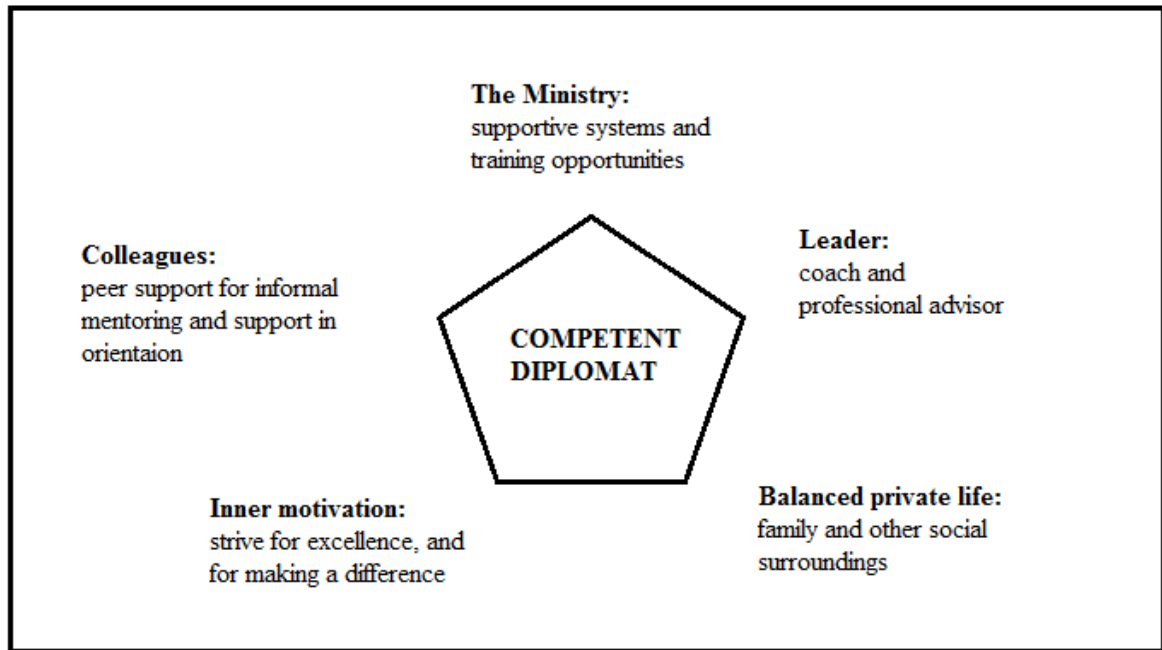 The Ministry:
supportive systems and
training opportunities
Leader:
coach and
professional advisor
Colleagues:
peer support for informal
mentoring and support in
orientaion
COMPETENT
DIPLOMAT
Inner motivation:
strive for excellence, and
for making a difference
Balanced private life:
family and other social
surroundings